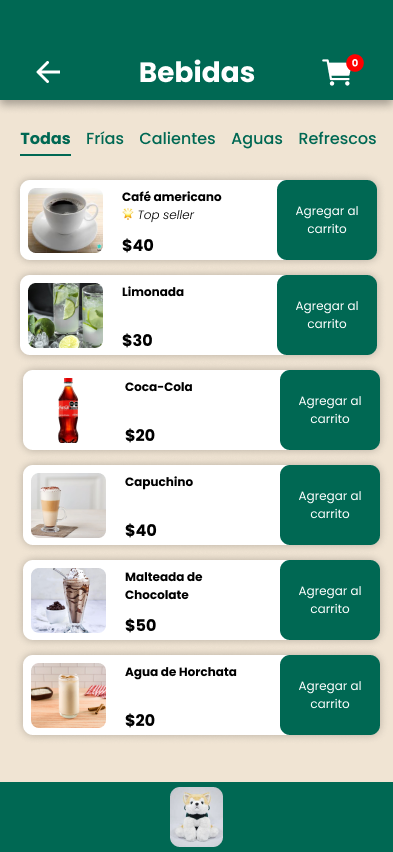 Bebidas
0
Todas Frías Calientes Aguas Refrescos
Café americano
Top seller
$40
Agregar al
carrito
Limonada
$30
Agregar al
carrito
Coca-Cola
$20
Agregar al
carrito
Capuchino
$40
Agregar al
carrito
Malteada de
Chocolate
$50
Agregar al
carrito
Agua de Horchata
$20
Agregar al
carrito